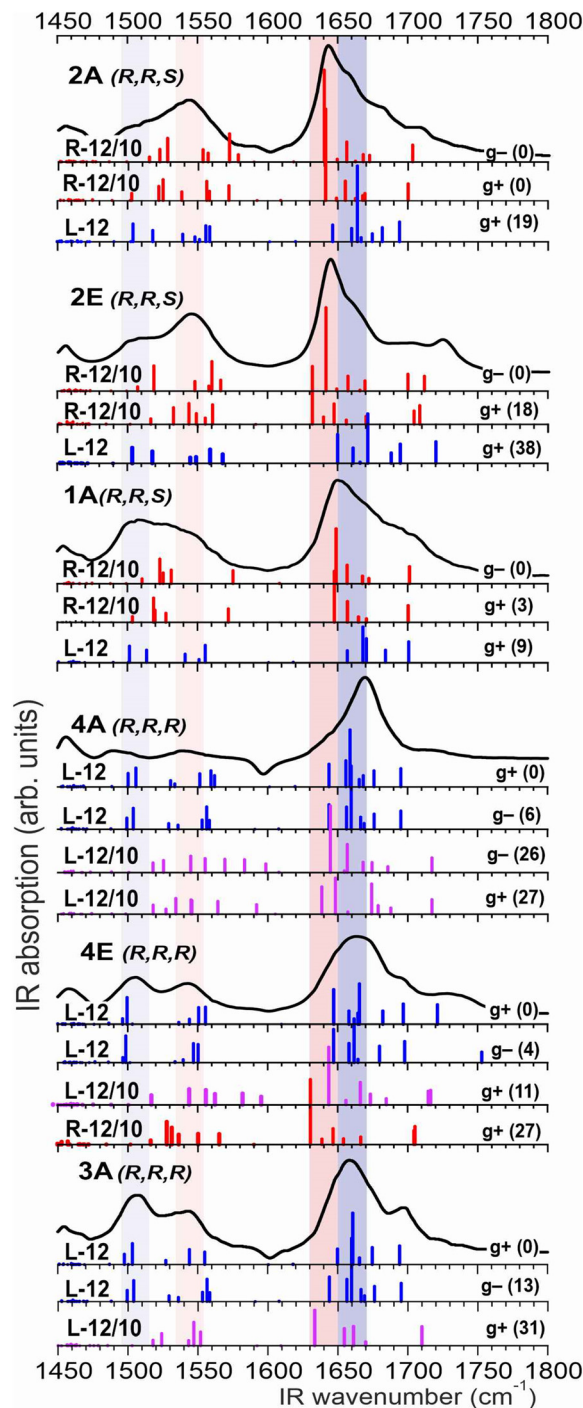 1450 1500 1550 1600 1650 1700 1750 1800
2A (R,R,S)
R-12/10 g− (0)
R-12/10 g+ (0)
L-12 g+ (19)
2E (R,R,S)
R-12/10 g− (0)
R-12/10 g+ (18)
L-12 g+ (38)
1A (R,R,S)
R-12/10 g− (0)
R-12/10 g+ (3)
L-12 g+ (9)
4A (R,R,R)
L-12 g+ (0)
L-12 g− (6)
L-12/10 g− (26)
L-12/10 g+ (27)
4E (R,R,R)
L-12 g+ (0)
L-12 g− (4)
L-12/10 g+ (11)
R-12/10 g+ (27)
3A (R,R,R)
L-12 g+ (0)
L-12 g− (13)
L-12/10 g+ (31)
1450 1500 1550 1600 1650 1700 1750 1800
IR wavenumber (cm⁻¹)
IR absorption (arb. units)